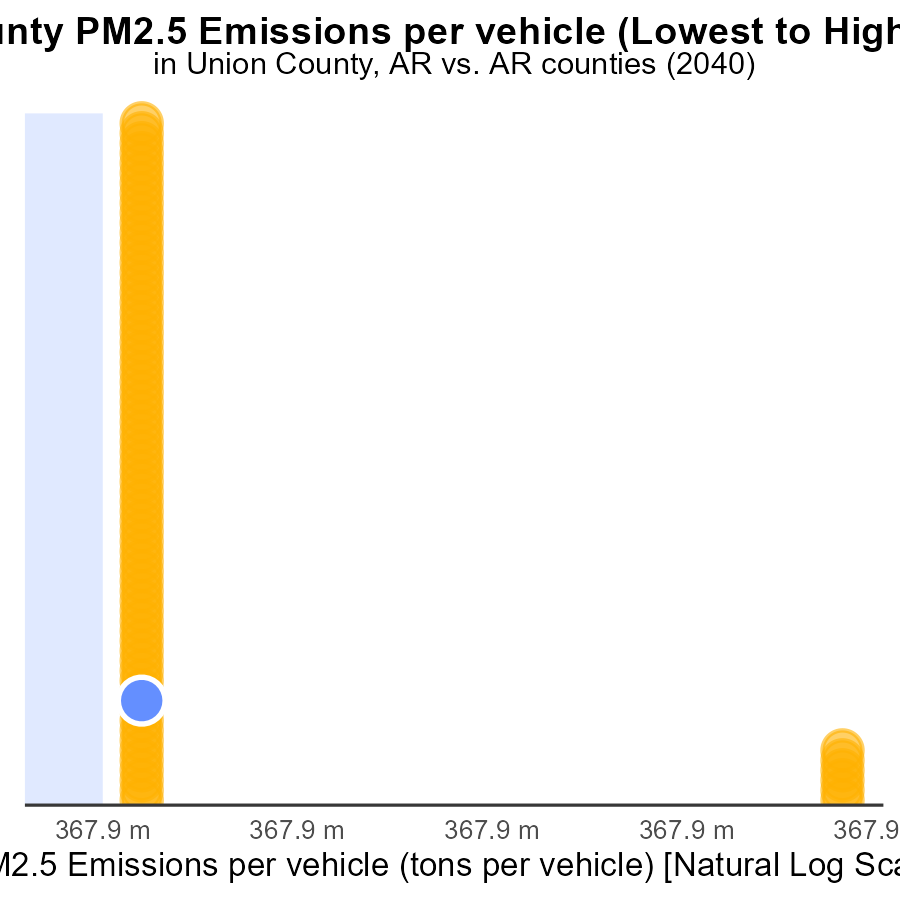 unty PM2.5 Emissions per vehicle (Lowest to High
in Union County, AR vs. AR counties (2040)
367.9 m 367.9 m 367.9 m 367.9 m 367.9
M2.5 Emissions per vehicle (tons per vehicle) [Natural Log Sca